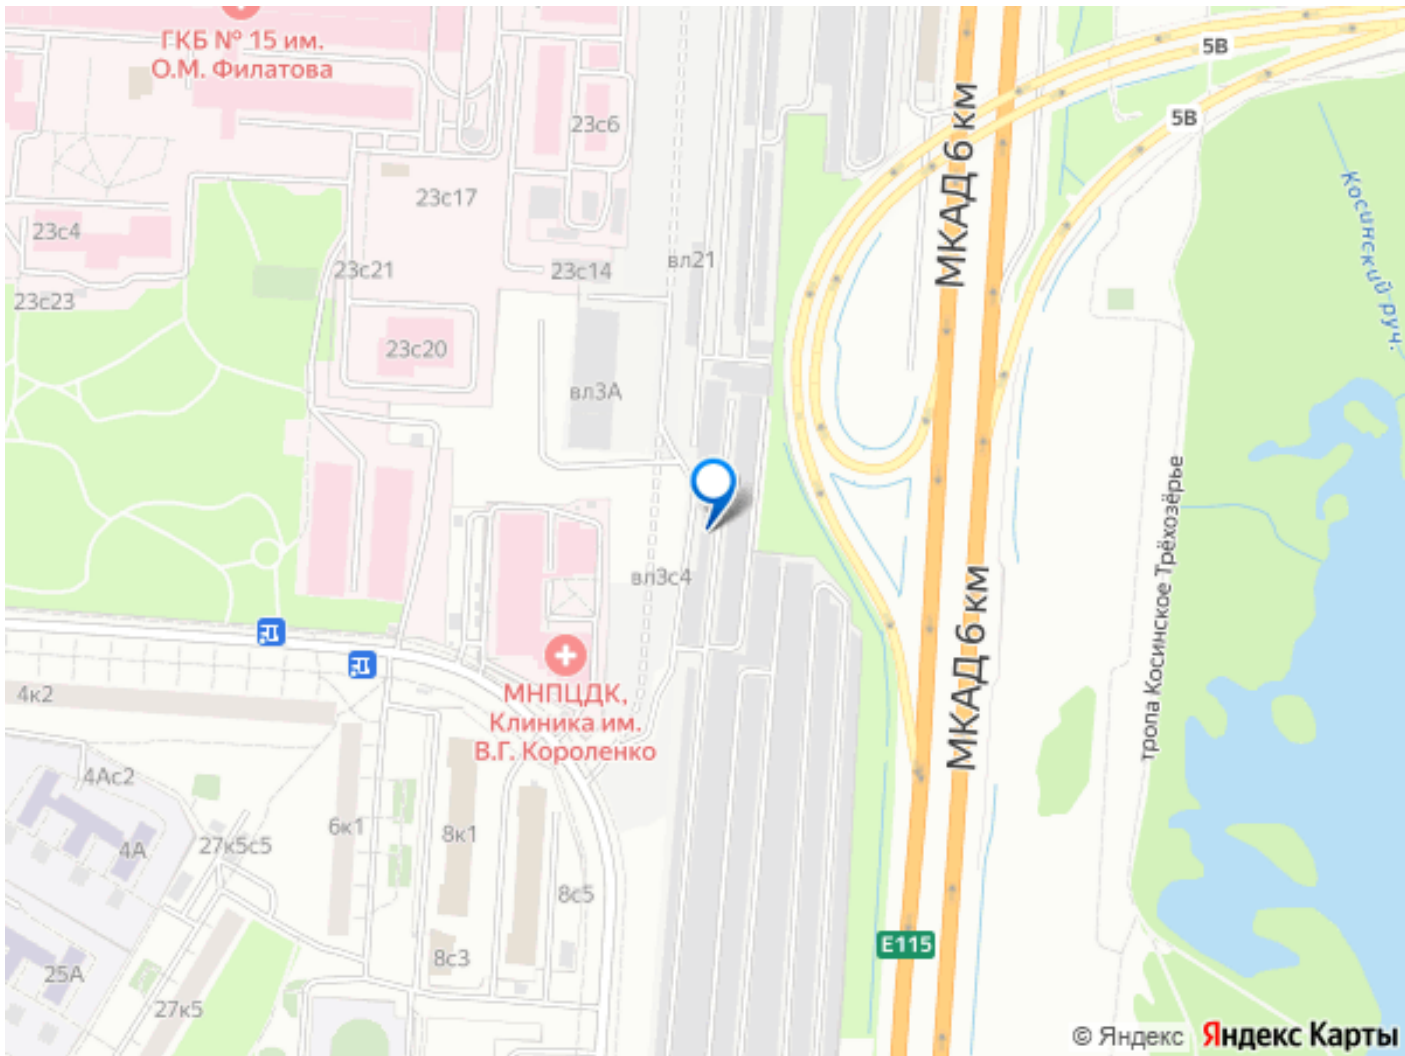 ГКБ № 15 им.
О.М. Филатова
5В
5В
23с6
МКАД 6 км
Косинский руч.
23с17
23с4
вл21
23с21
23с14
23с23
23с20
вл3А
тропа Косинское Трёхозёрье
вл3с4
МКАД 6 км
4к2
МНПЦДК,
Клиника им.
В.Г. Короленко
4Ас2
6к1
8к1
4А
27к5с5
8с5
Е115
8с3
25А
27к5
© Яндекс Яндекс Карты